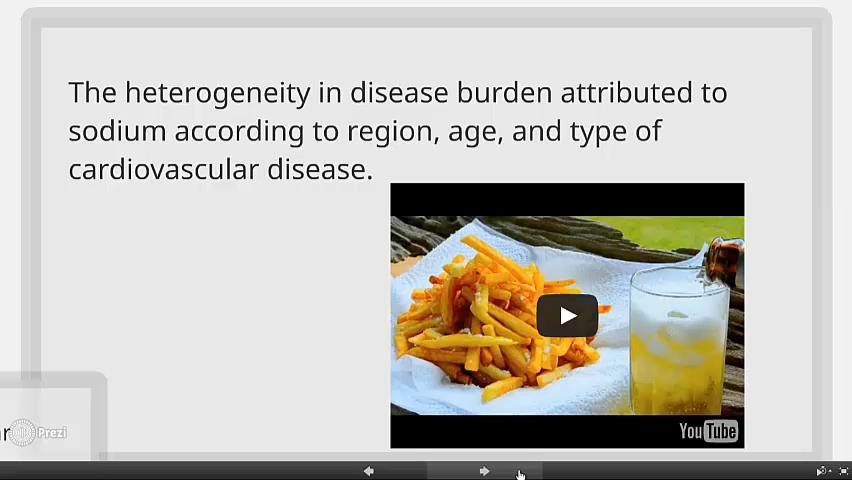 The heterogeneity in disease burden attributed to
sodium according to region, age, and type of
cardiovascular disease.
YouTube
Prezi